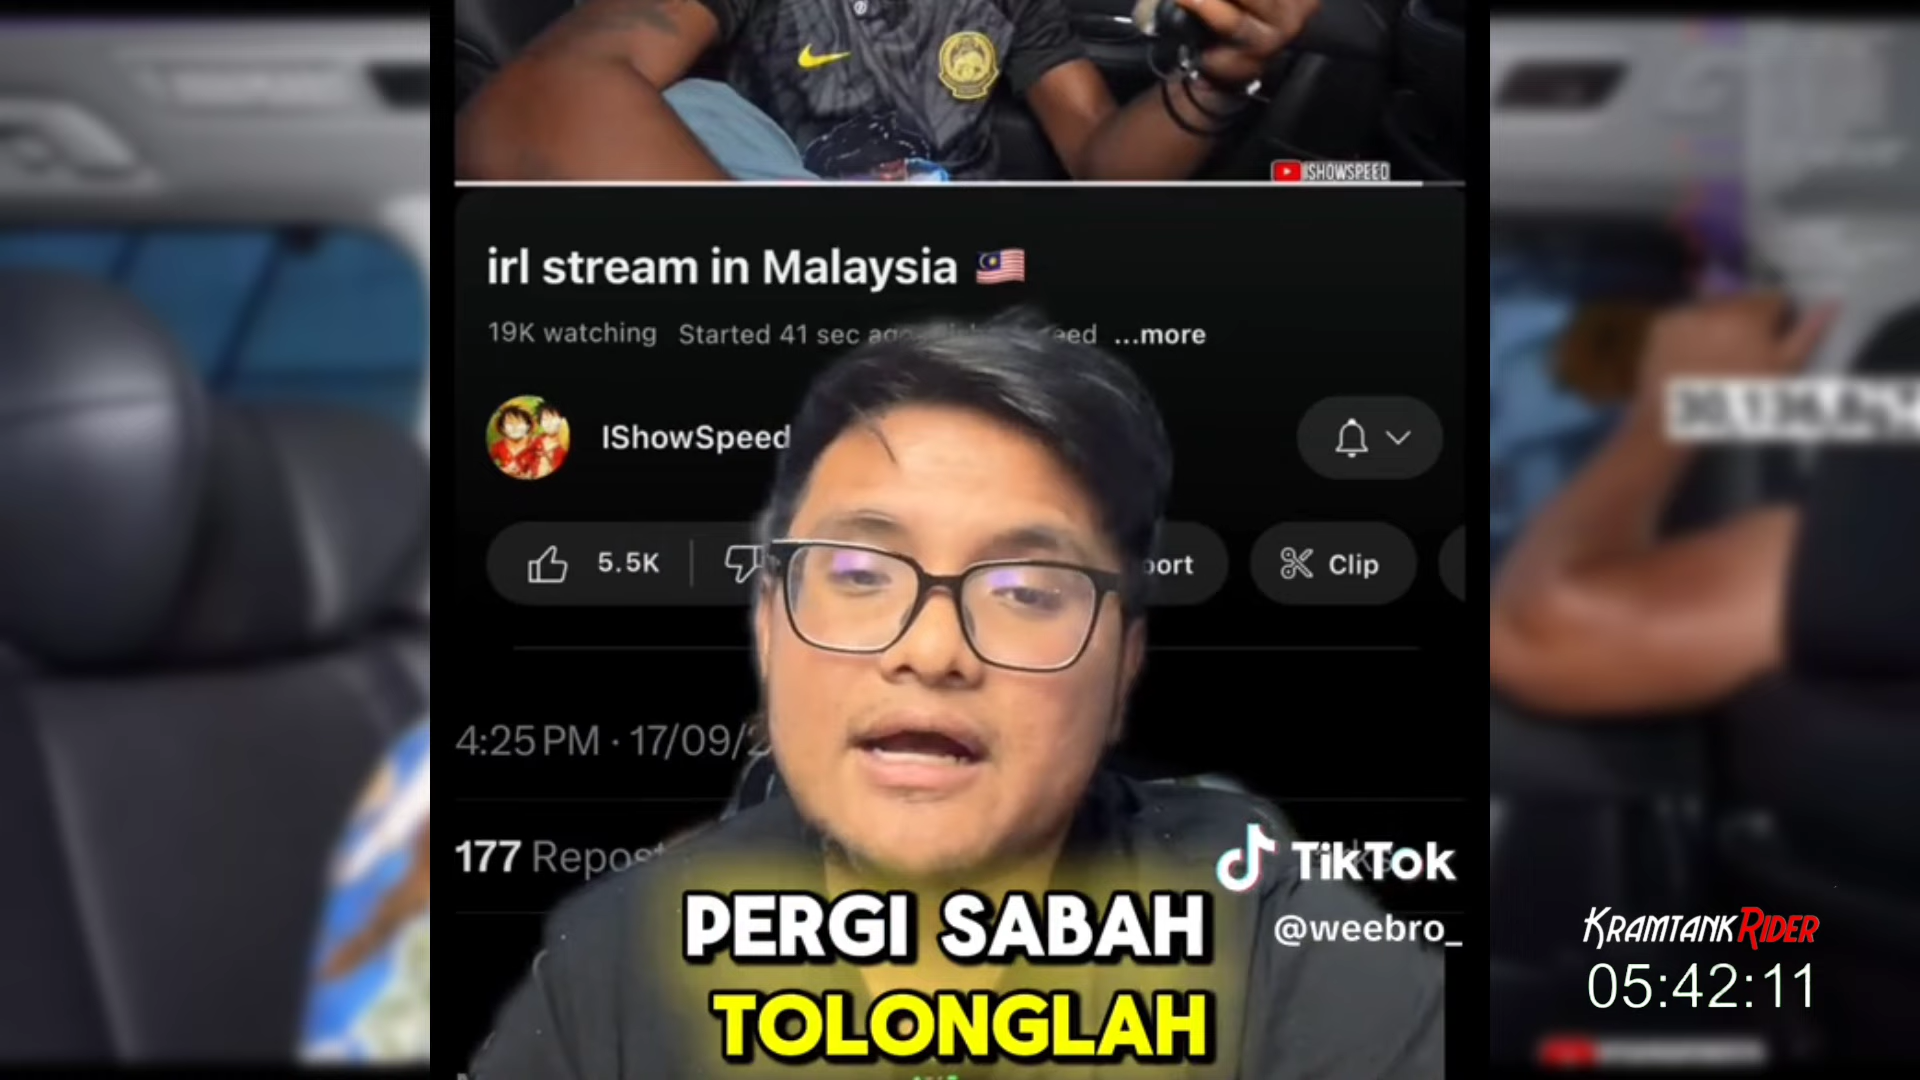 ISHOWSPEED
irl stream in Malaysia 🇲🇾
19K watching Started 41 sec ...more
IShowSpeed
5.5K Clip
4:25 PM · 17/09/
177
TikTok
@weebro_
PERGI SABAH
TOLONGLAH
KRAMTANKRIDER
05:42:11